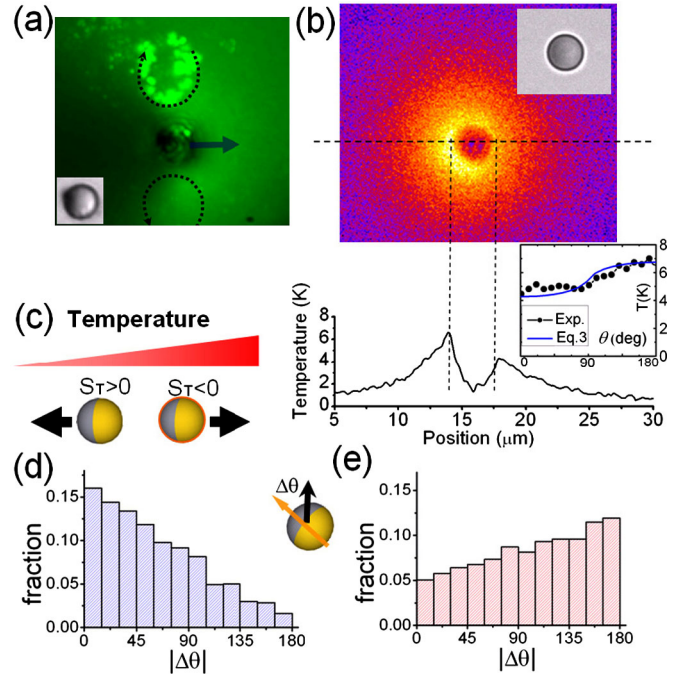 (a)
(b)
8
6
4
2
0
T(K)
Exp.
Eq.3
θ(deg)
0
90
180
(c)
Temperature
Sᴛ>0
Sᴛ<0
Temperature (K)
8
6
4
2
0
5
10
15
20
25
30
Position (μm)
(d)
fraction
0.15
0.10
0.05
0.00
0
45
90
135
180
|Δθ|
Δθ
(e)
fraction
0.15
0.10
0.05
0.00
0
45
90
135
180
|Δθ|